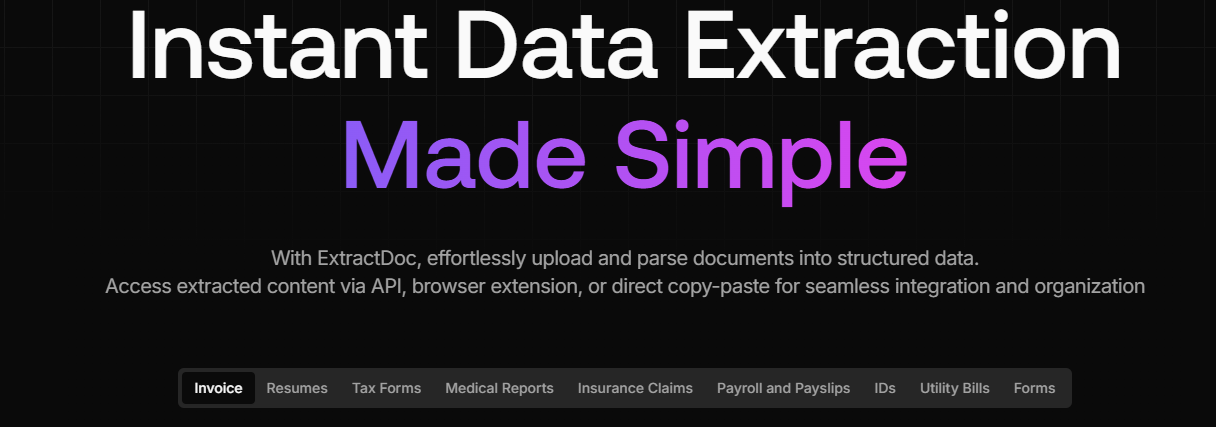 Instant Data Extraction
Made Simple
With ExtractDoc, effortlessly upload and parse documents into structured data.
Access extracted content via API, browser extension, or direct copy-paste for seamless integration and organization
Invoice Resumes Tax Forms Medical Reports Insurance Claims Payroll and Payslips IDs Utility Bills Forms